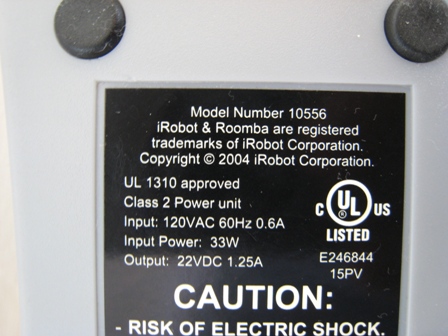 Model Number 10556
iRobot & Roomba are registered
trademarks of iRobot Corporation.
Copyright © 2004 iRobot Corporation.
UL 1310 approved
Class 2 Power unit
Input: 120VAC 60Hz 0.6A
Input Power: 33W
Output: 22VDC 1.25A
C UL US
®
LISTED
E246844
15PV
CAUTION:
- RISK OF ELECTRIC SHOCK.